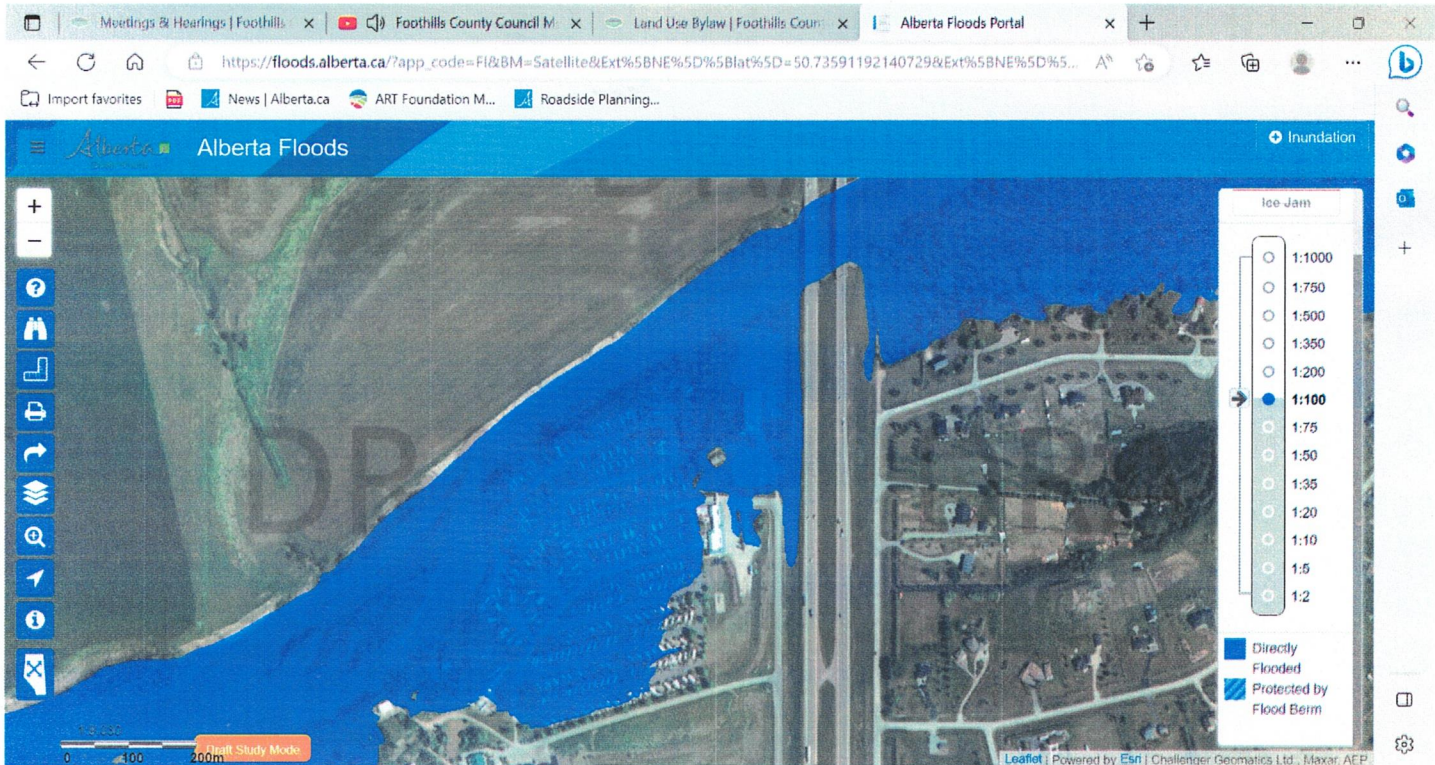 Meetings & Hearings | Foothills
Foothills County Council M
Land Use Bylaw | Foothills Coun
Alberta Floods Portal
https://floods.alberta.ca/?app_code=FI&BM=Satellite&Ext%5BNE%5D%5Blat%5D=50.735911921407 29&Ext%5BNE%5D%5...
Import favorites
News | Alberta.ca
ART Foundation M...
Roadside Planning...
Alberta
Alberta Floods
Inundation
Ice Jam
1:1000
1:750
1:500
1:350
1:200
1:100
1:75
1:50
1:35
1:20
1:10
1:5
1:2
Directly
Flooded
Protected by
Flood Berm
Draft Study Mode
0 100 200m
Leaflet | Powered by Esri | Challenger Geomatics Ltd., Maxar, AEP